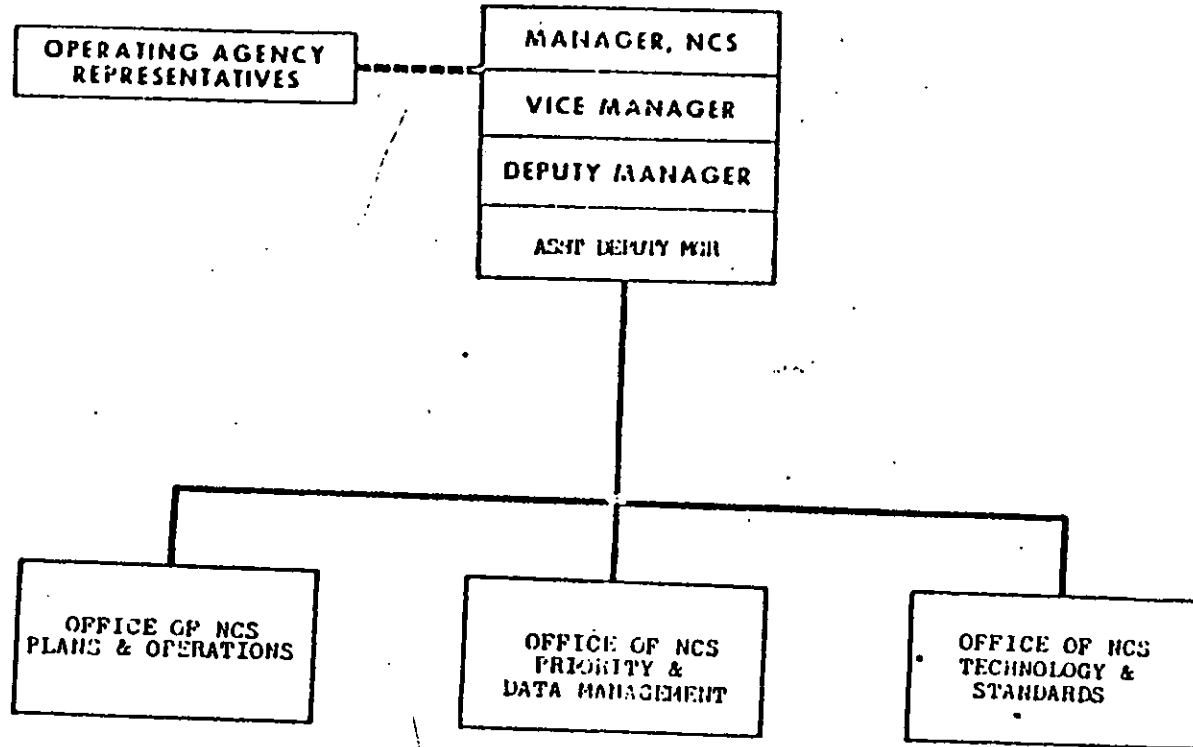 OPERATING AGENCY
REPRESENTATIVES
MANAGER, NCS
VICE MANAGER
DEPUTY MANAGER
ASST DEPUTY MGR
OFFICE OF NCS
PLANS & OPERATIONS
OFFICE OF NCS
PRIORITY &
DATA MANAGEMENT
OFFICE OF NCS
TECHNOLOGY &
STANDARDS